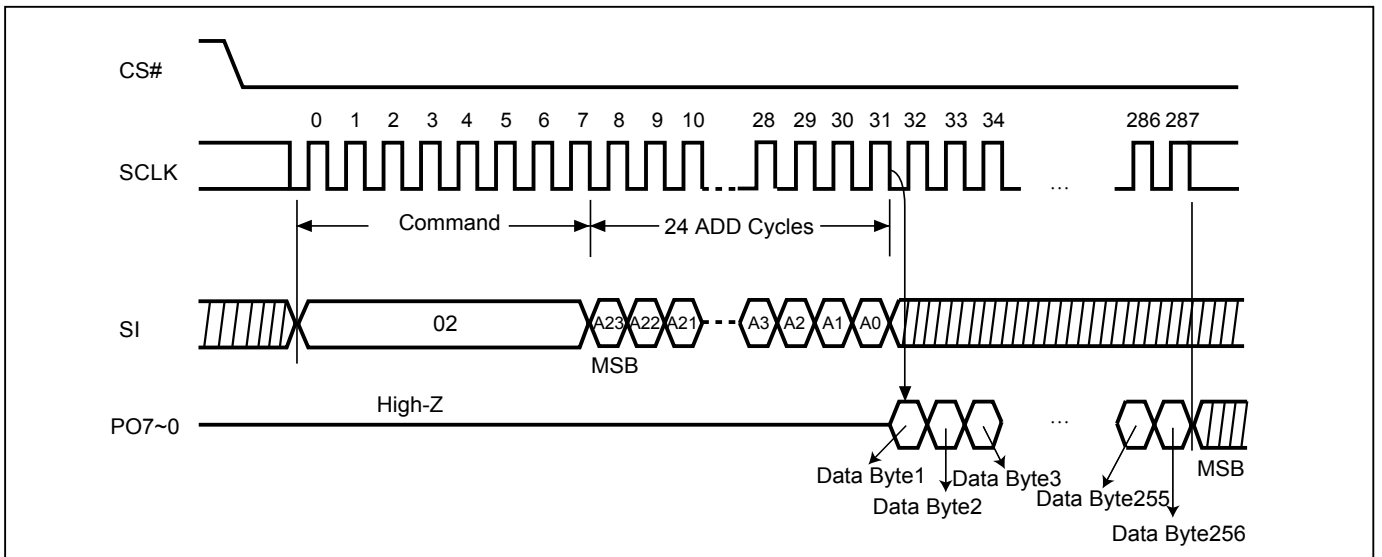 CS#
0 1 2 3 4 5 6 7 8 9 10 28 29 30 31 32 33 34 286 287
SCLK
...
Command
24 ADD Cycles
SI
02
A23 A22 A21 A3 A2 A1 A0
MSB
High-Z
PO7~0
...
Data Byte1
Data Byte2
Data Byte3
Data Byte255
Data Byte256
MSB